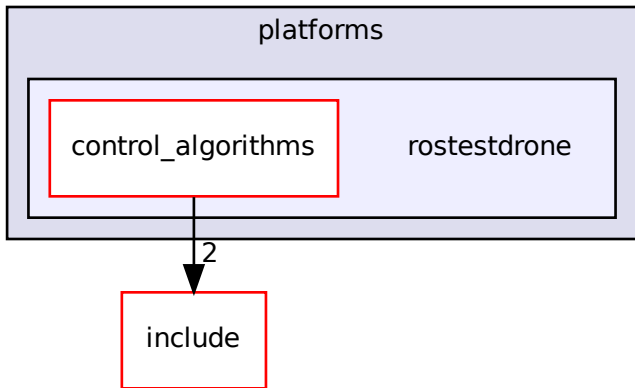 platforms
control_algorithms
rostestdrone
2
include